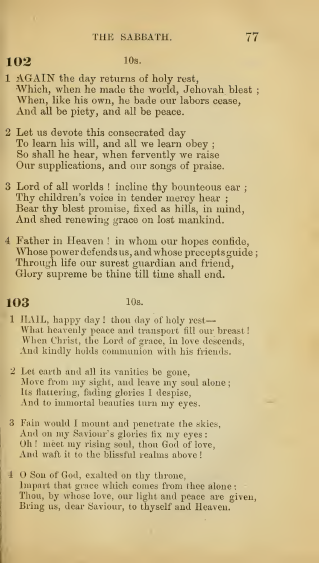 THE SABBATH. 77
102 10s.
1 AGAIN the day returns of holy rest,
Which, when he made the world, Jehovah blest ;
When, like his own, he bade our labors cease,
And all be piety, and all be peace.
2 Let us devote this consecrated day
To learn his will, and all we learn obey ;
So shall he hear, when fervently we raise
Our supplications, and our songs of praise.
3 Lord of all worlds ! incline thy bounteous ear ;
Thy children's voice in tender mercy hear ;
Bear thy blest promise, fixed as hills, in mind,
And shed renewing grace on lost mankind.
4 Father in Heaven ! in whom our hopes confide,
Whose power defends us, and whose precepts guide ;
Through life our surest guardian and friend,
Glory supreme be thine till time shall end.
103 10s.
1 HAIL, happy day ! thou day of holy rest—
What heavenly peace and transport fill our breast !
When Christ, the Lord of grace, in love descends,
And kindly holds communion with his friends.
2 Let earth and all its vanities be gone,
Move from my sight, and leave my soul alone ;
Its flattering, fading glories I despise,
And to immortal beauties turn my eyes.
3 Fain would I mount and penetrate the skies,
And on my Saviour's glories fix my eyes :
Oh ! meet my rising soul, thou God of love,
And waft it to the blissful realms above !
4 O Son of God, exalted on thy throne,
Impart that grace which comes from thee alone :
Thou, by whose love, our light and peace are given,
Bring us, dear Saviour, to thyself and Heaven.